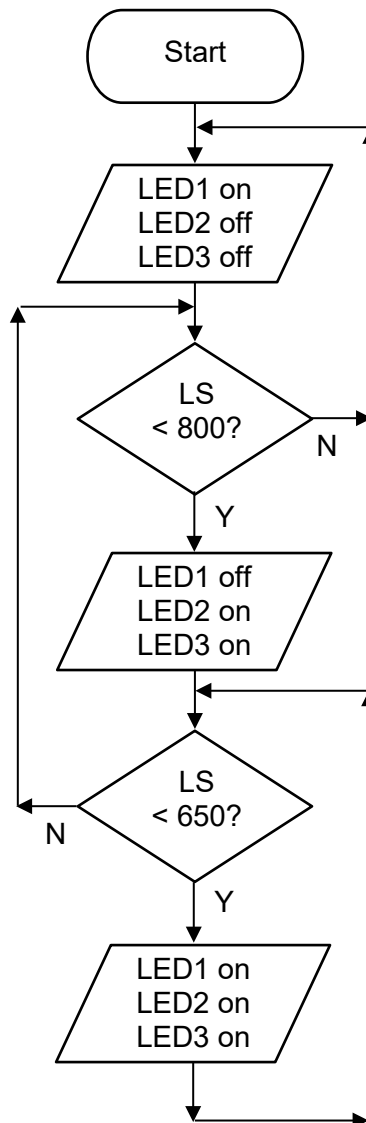 Start
LED1 on
LED2 off
LED3 off
LS
< 800?
N
Y
LED1 off
LED2 on
LED3 on
LS
< 650?
N
Y
LED1 on
LED2 on
LED3 on